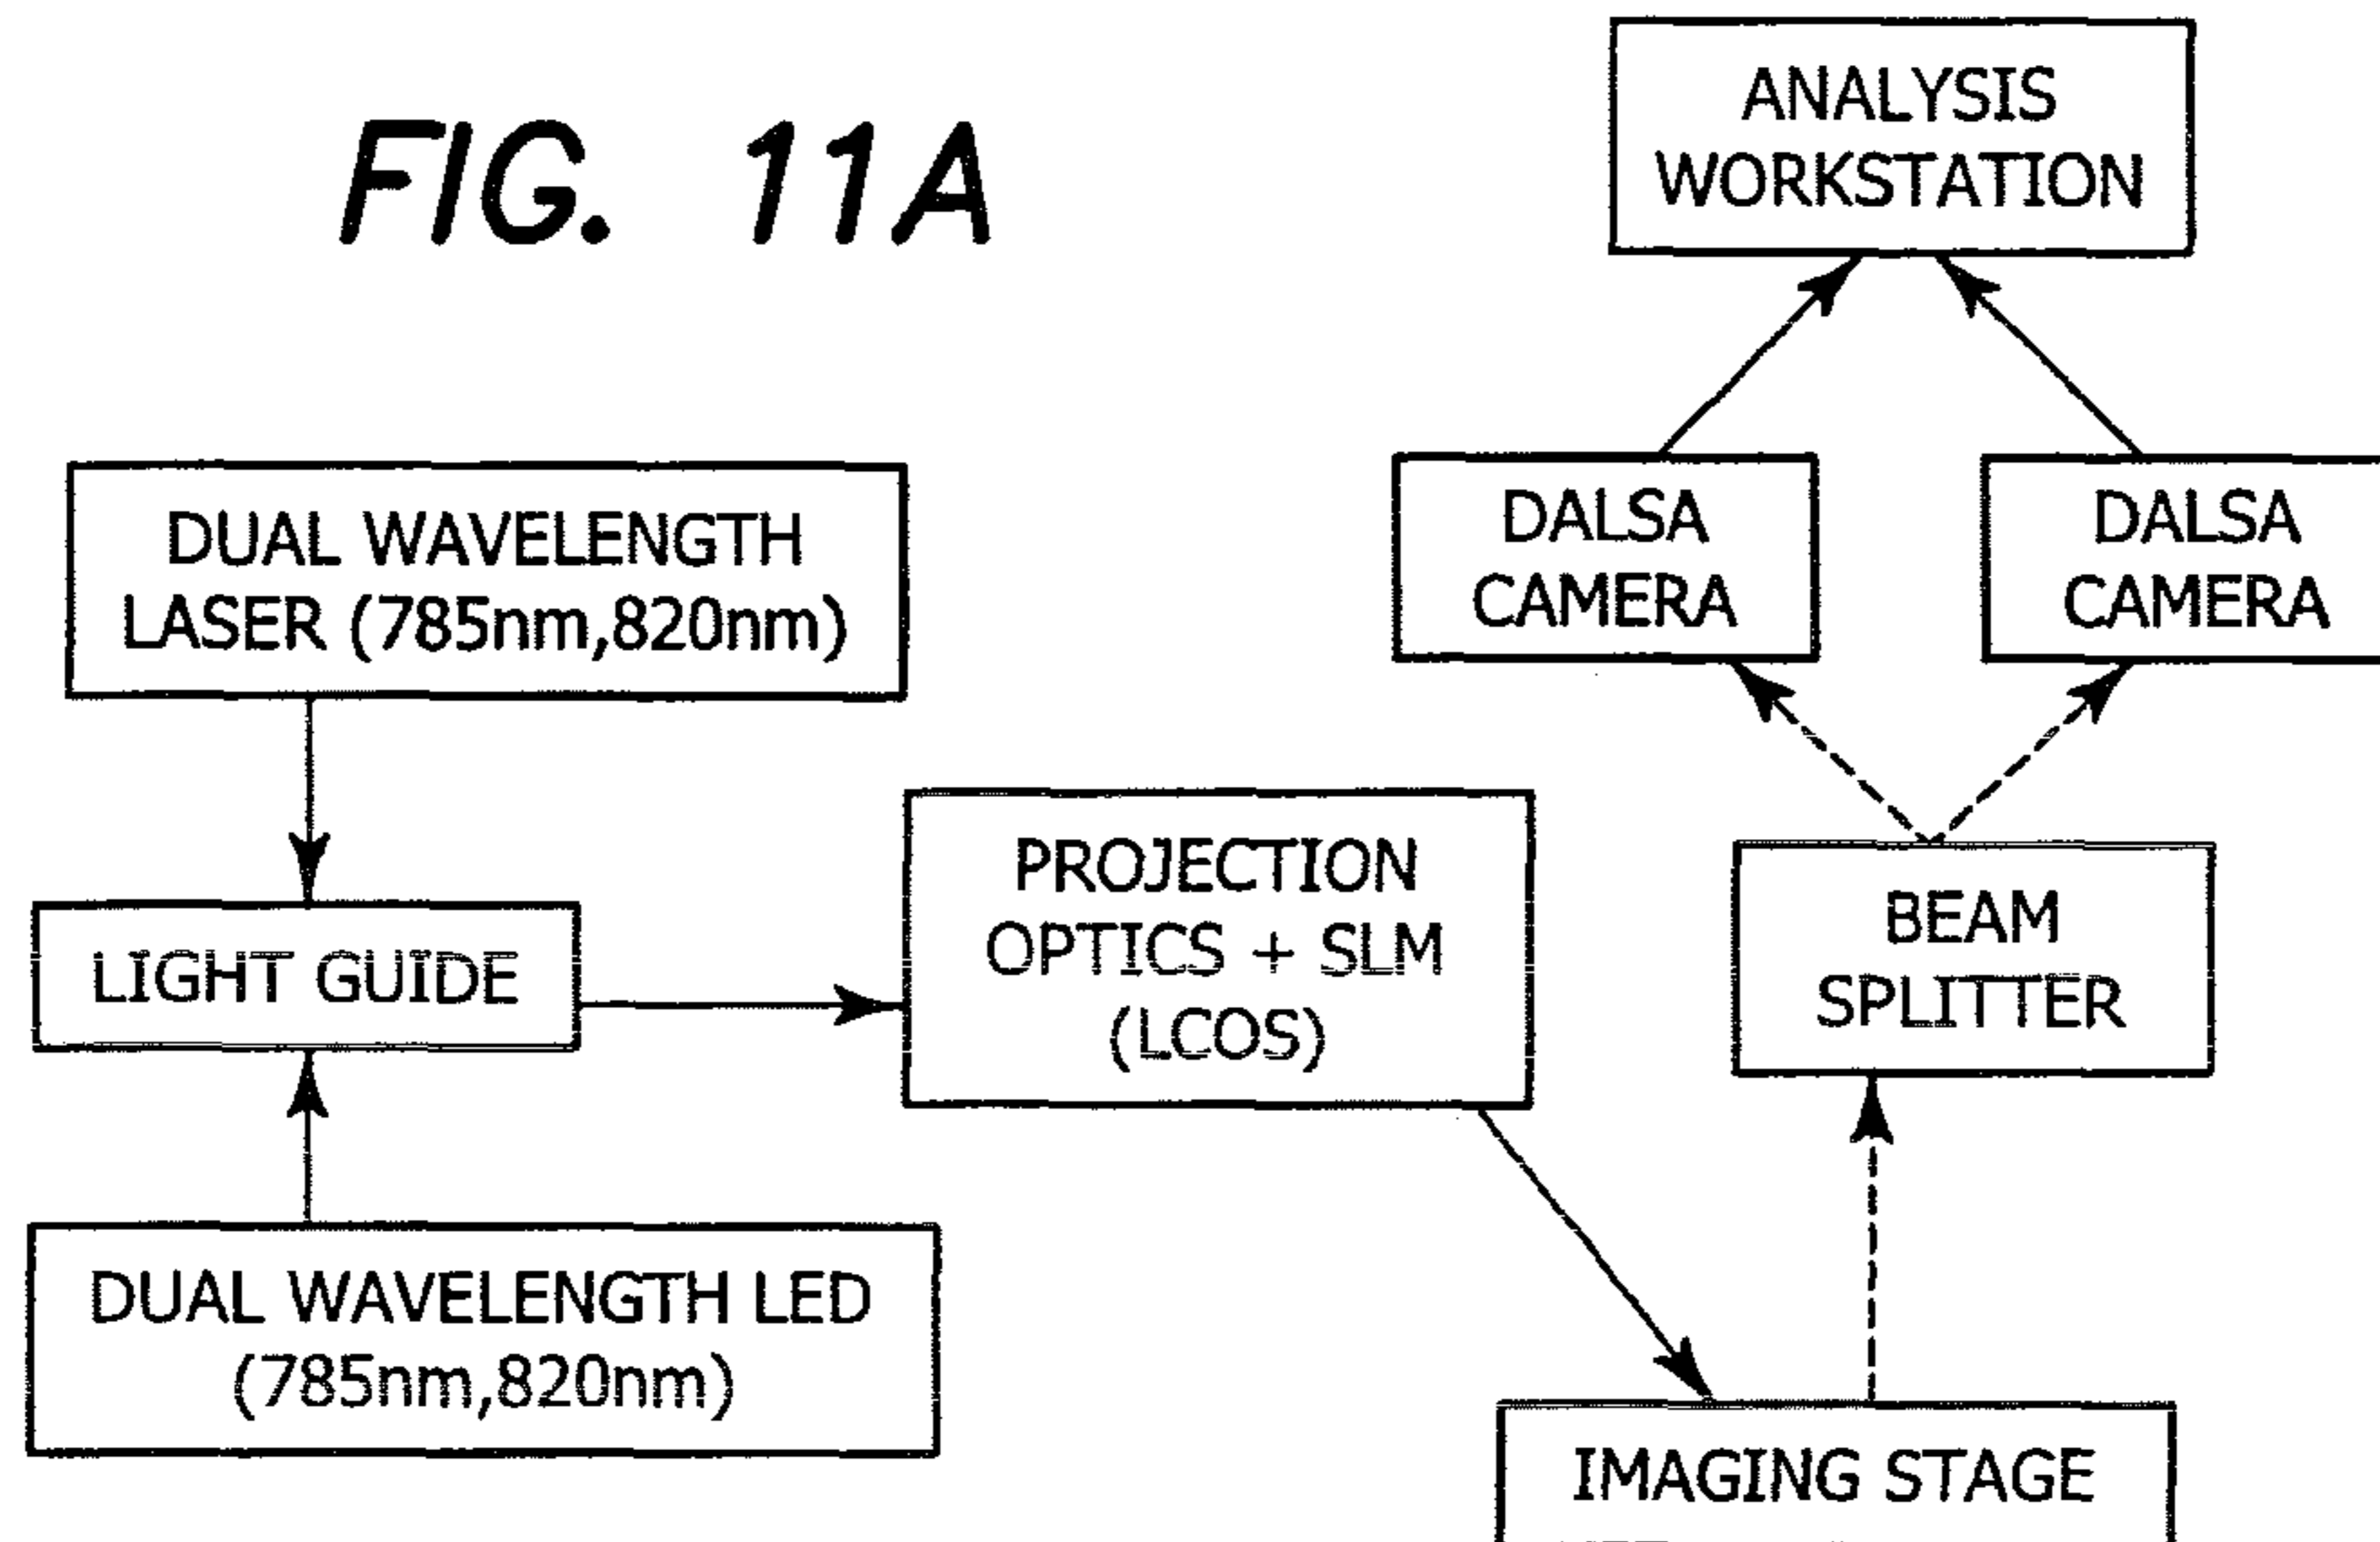 FIG. 11A
ANALYSIS
WORKSTATION
DUAL WAVELENGTH
LASER (785nm,820nm)
DALSA
CAMERA
DALSA
CAMERA
LIGHT GUIDE
PROJECTION
OPTICS + SLM
(LCOS)
BEAM
SPLITTER
DUAL WAVELENGTH LED
(785nm,820nm)
IMAGING STAGE